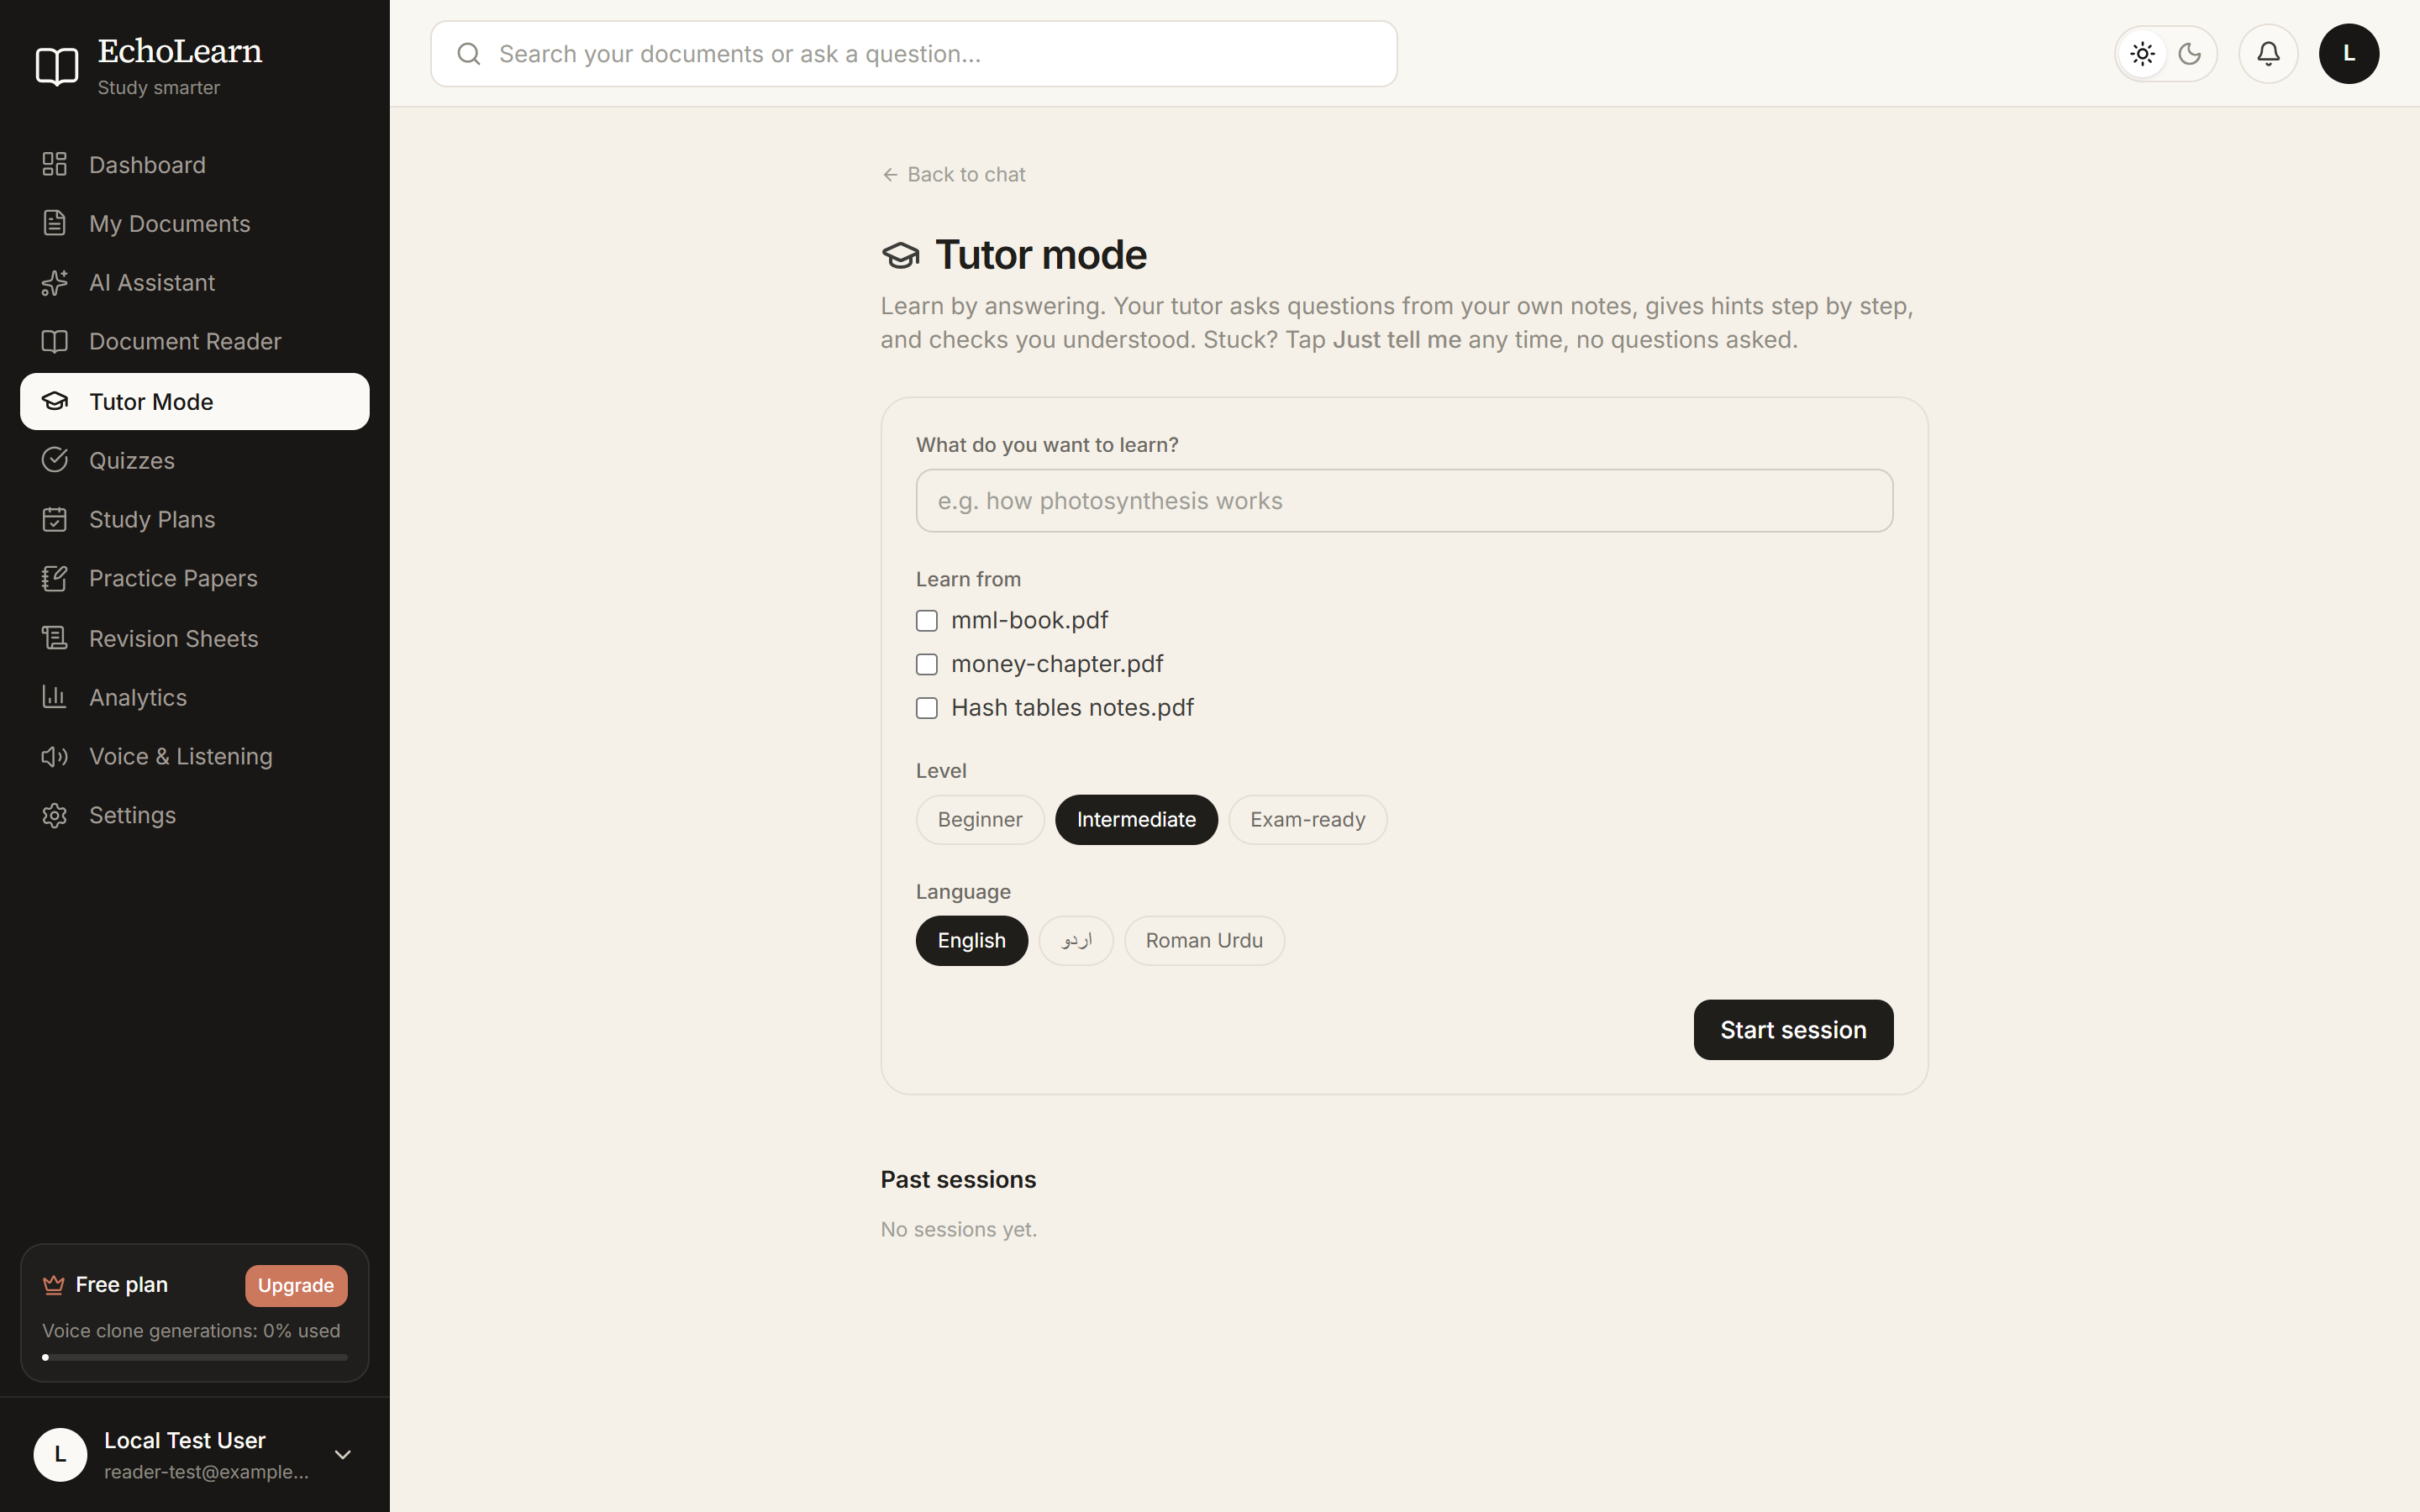 EchoLearn
Study smarter
Dashboard
My Documents
AI Assistant
Document Reader
Tutor Mode
Quizzes
Study Plans
Practice Papers
Revision Sheets
Analytics
Voice & Listening
Settings
Free plan
Upgrade
Voice clone generations: 0% used
L
Local Test User
reader-test@example...
Search your documents or ask a question...
L
Back to chat
Tutor mode
Learn by answering. Your tutor asks questions from your own notes, gives hints step by step,
and checks you understood. Stuck? Tap Just tell me any time, no questions asked.
What do you want to learn?
e.g. how photosynthesis works
Learn from
mml-book.pdf
money-chapter.pdf
Hash tables notes.pdf
Level
Beginner
Intermediate
Exam-ready
Language
English
اردو
Roman Urdu
Start session
Past sessions
No sessions yet.